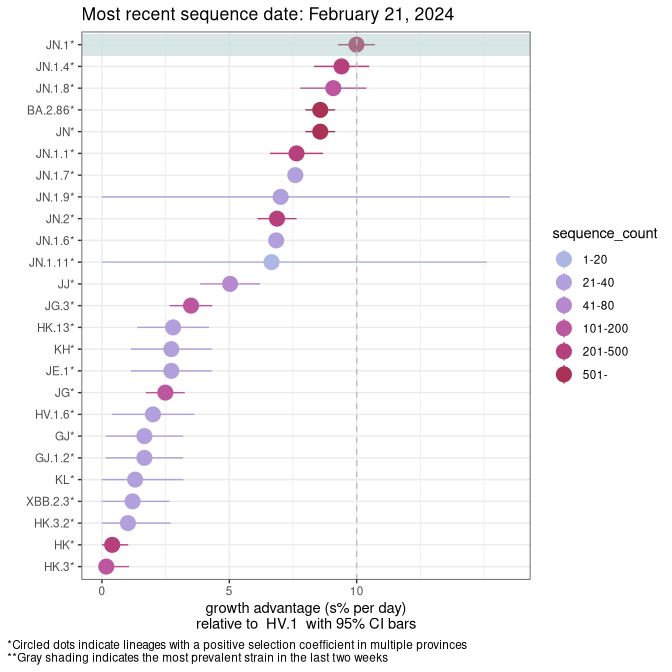 Most recent sequence date: February 21, 2024
JN.1*
JN.1.4*
JN.1.8*
BA.2.86*
JN*
JN.1.1*
JN.1.7*
JN.1.9*
JN.2*
JN.1.6*
JN.1.11*
JJ*
JG.3*
HK.13*
KH*
JE.1*
JG*
HV.1.6*
GJ*
GJ.1.2*
KL*
XBB.2.3*
HK.3.2*
HK*
HK.3*
0 5 10
growth advantage (s% per day)
relative to HV.1 with 95% CI bars
sequence_count
1-20
21-40
41-80
101-200
201-500
501-
*Circled dots indicate lineages with a positive selection coefficient in multiple provinces
**Gray shading indicates the most prevalent strain in the last two weeks